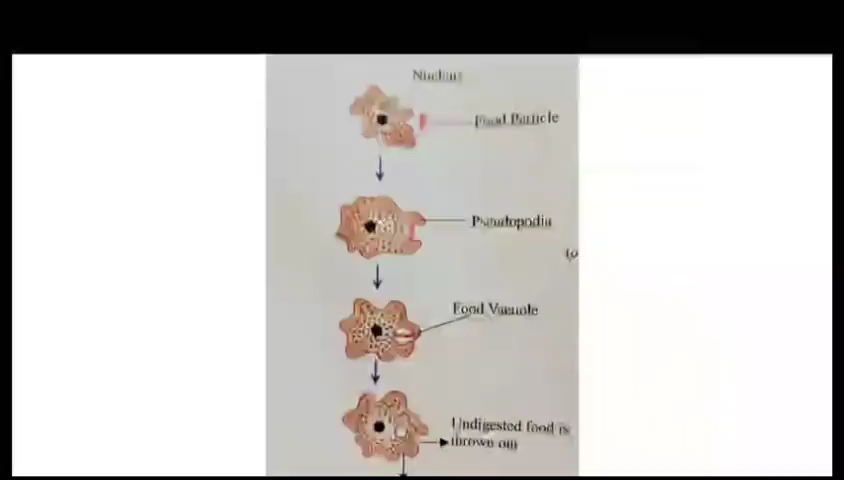 Nucleus
Food Particle
Pseudopodia
Food Vacuole
Undigested food is
thrown out